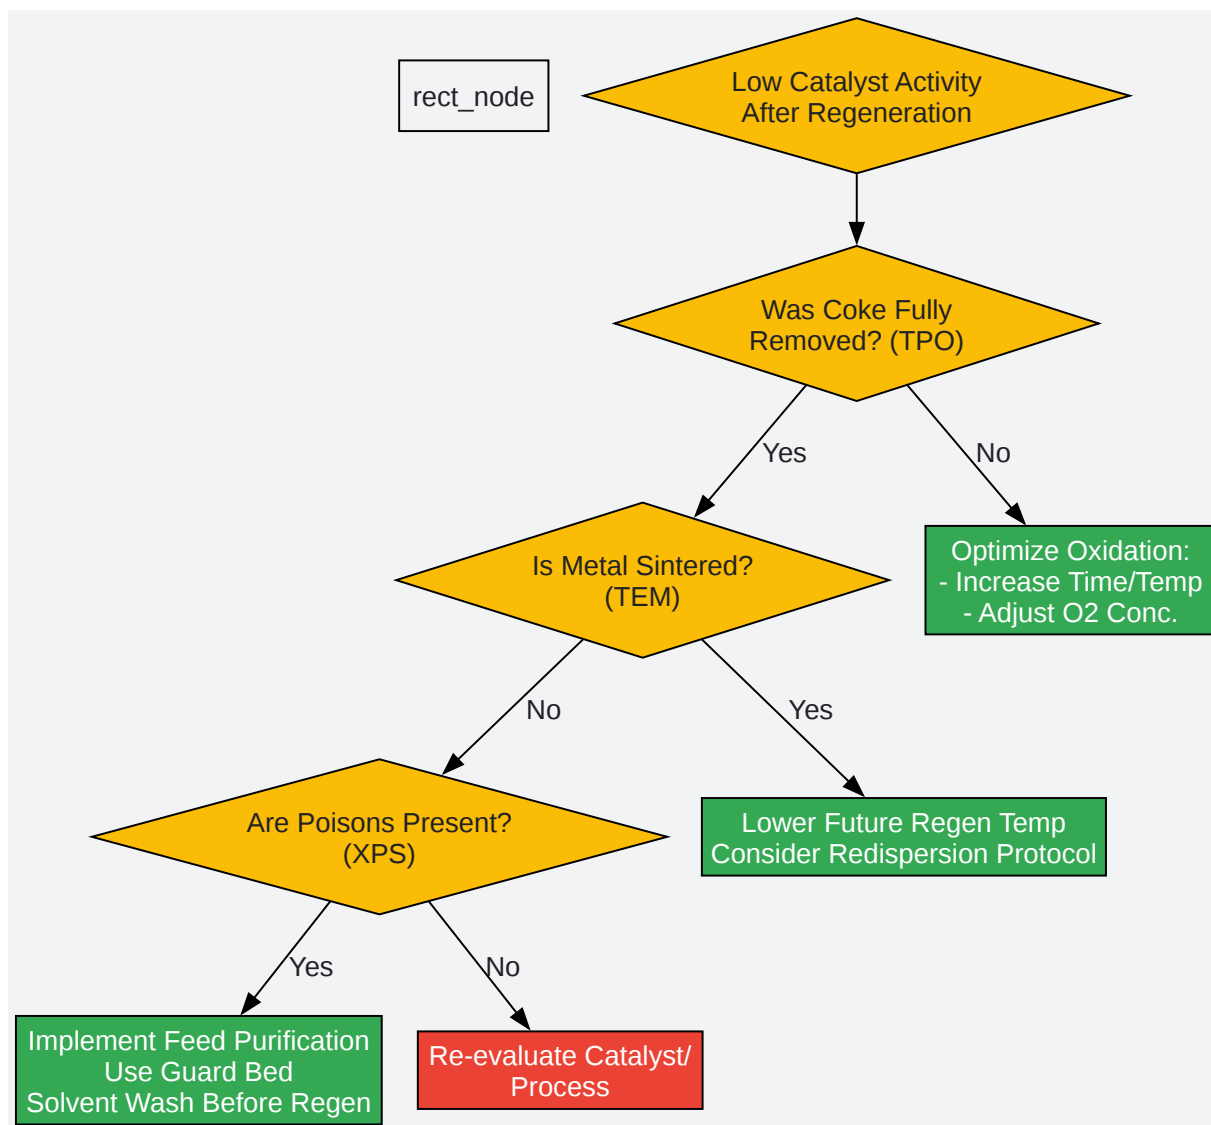 rect_node
Low Catalyst Activity
After Regeneration
Was Coke Fully
Removed? (TPO)
Yes
No
Is Metal Sintered?
(TEM)
Optimize Oxidation:
- Increase Time/Temp
- Adjust O2 Conc.
No
Yes
Are Poisons Present?
(XPS)
Lower Future Regen Temp
Consider Redispersion Protocol
Yes
No
Implement Feed Purification
Use Guard Bed
Solvent Wash Before Regen
Re-evaluate Catalyst/
Process